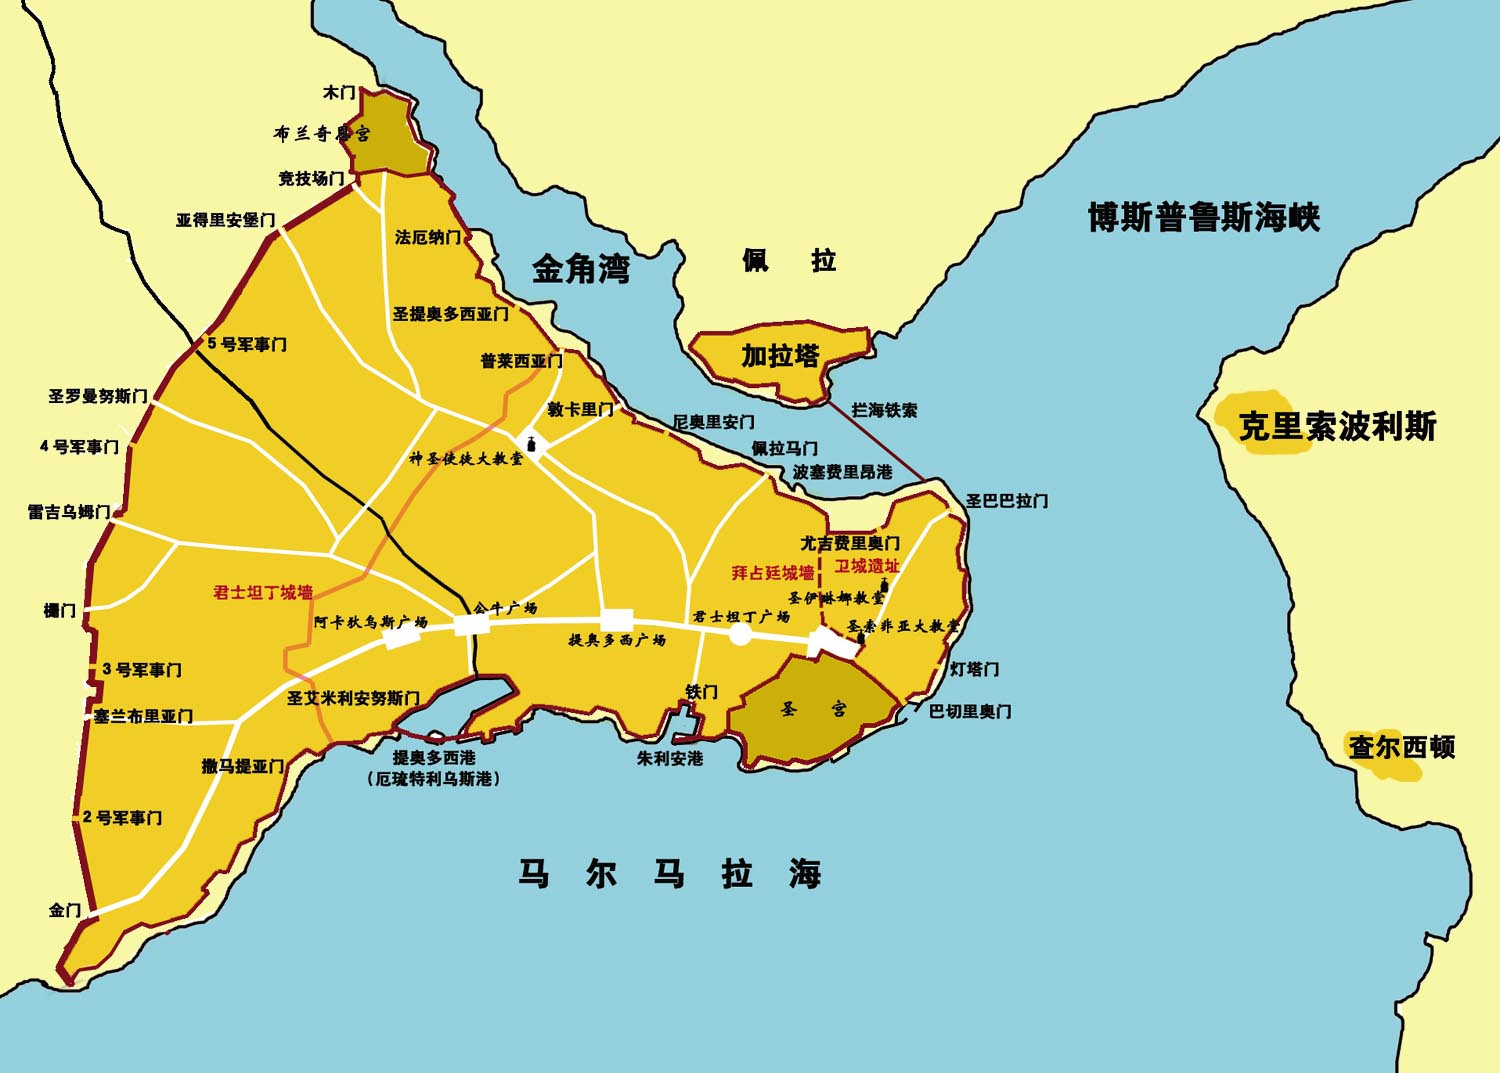 木门
布兰奇恩宫
竞技场门
亚得里安堡门
博斯普鲁斯海峡
法厄纳门
金角湾
佩 拉
圣提奥多西亚门
5号军事门
普莱西亚门
加拉塔
圣罗曼努斯门
敦卡里门
拦海铁索
尼奥里安门
克里索波利斯
4号军事门
神圣使徒大教堂
佩拉马门
波塞费里昂港
雷吉乌姆门
圣巴巴拉门
尤吉费里奥门
拜占廷城墙
卫城遗址
君士坦丁城墙
圣伊琳娜教堂
栅门
阿卡狄乌斯广场
公牛广场
君士坦丁广场
提奥多西广场
圣索非亚大教堂
3号军事门
灯塔门
圣艾米利安努斯门
铁门
圣 宫
巴切里奥门
塞兰布里亚门
查尔西顿
撒马提亚门
提奥多西港
(厄琉特利乌斯港)
朱利安港
2号军事门
马尔马拉海
金门